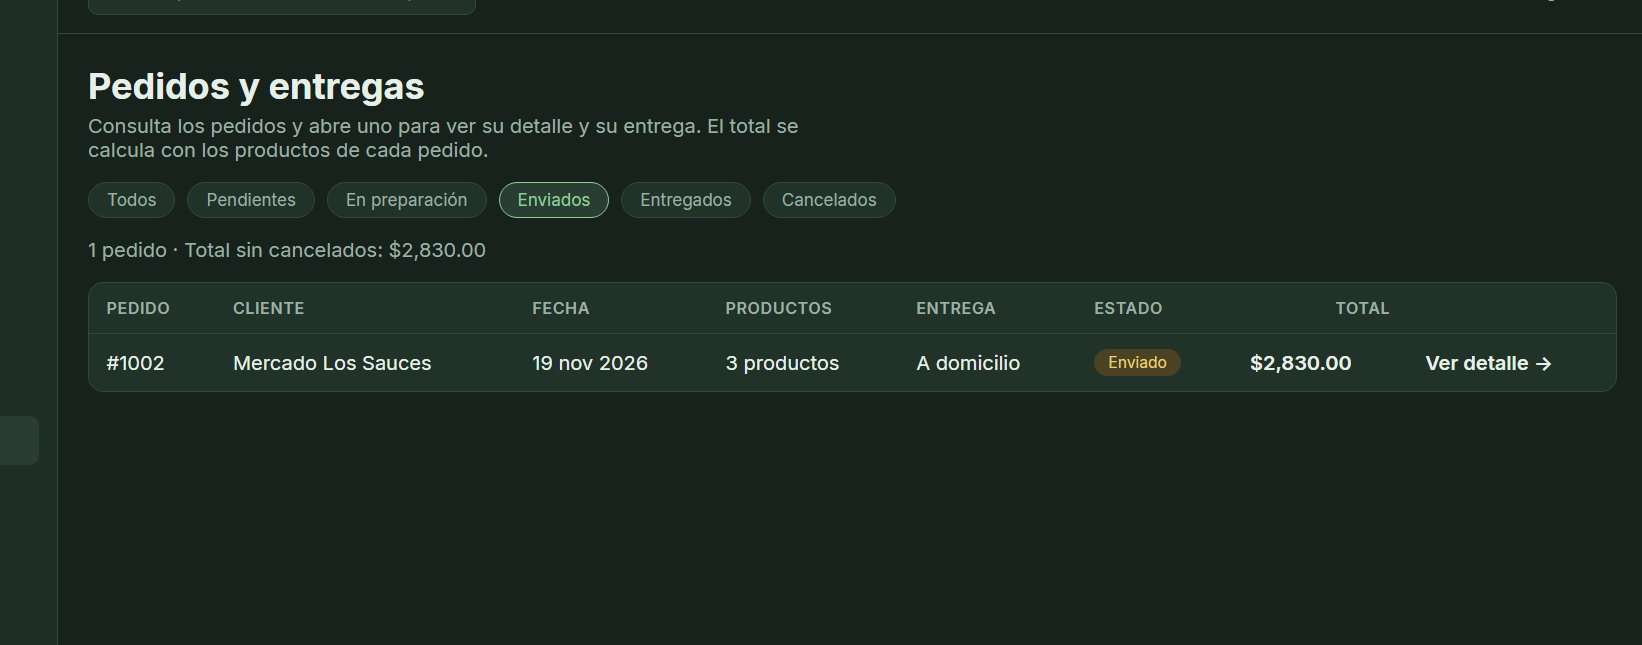 Pedidos y entregas
Consulta los pedidos y abre uno para ver su detalle y su entrega. El total se
calcula con los productos de cada pedido.
Todos Pendientes En preparación Enviados Entregados Cancelados
1 pedido · Total sin cancelados: $2,830.00
PEDIDO CLIENTE FECHA PRODUCTOS ENTREGA ESTADO TOTAL
#1002 Mercado Los Sauces 19 nov 2026 3 productos A domicilio Enviado $2,830.00 Ver detalle →